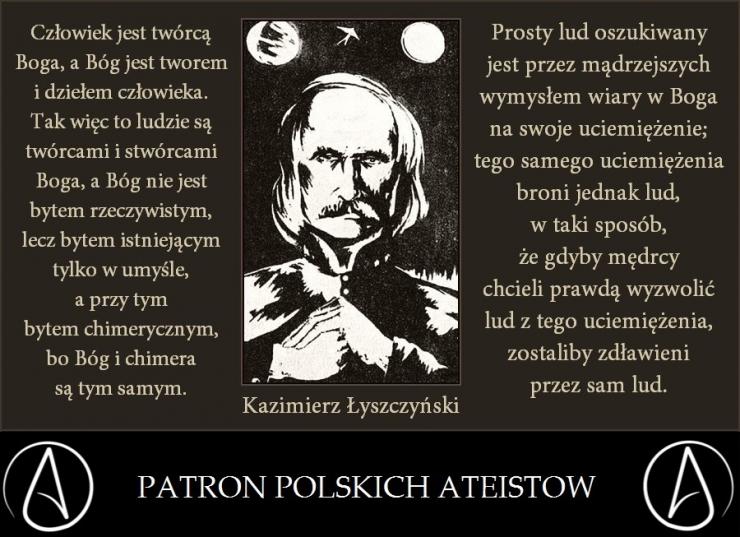 Człowiek jest twórcą
Boga, a Bóg jest tworem
i dziełem człowieka.
Tak więc to ludzie są
twórcami i stwórcami
Boga, a Bóg nie jest
bytem rzeczywistym,
lecz bytem istniejącym
tylko w umyśle,
a przy tym
bytem chimerycznym,
bo Bóg i chimera
są tym samym.
Kazimierz Łyszczyński
Prosty lud oszukiwany
jest przez mądrzejszych
wymysłem wiary w Boga
na swoje uciemiężenie;
tego samego uciemiężenia
broni jednak lud,
w taki sposób,
że gdyby mędrcy
chcieli prawdą wyzwolić
lud z tego uciemiężenia,
zostaliby zdławieni
przez sam lud.
PATRON POLSKICH ATEISTOW